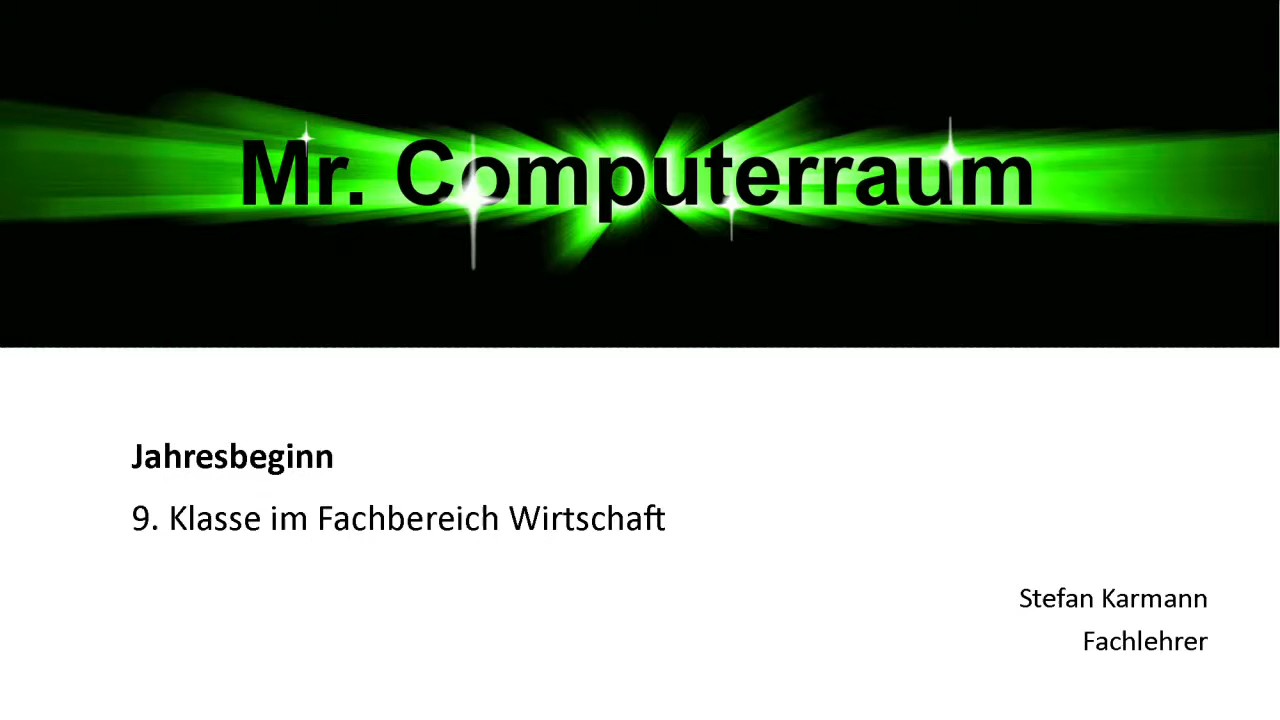 Mr. Computerraum
Jahresbeginn
9. Klasse im Fachbereich Wirtschaft
Stefan Karmann
Fachlehrer